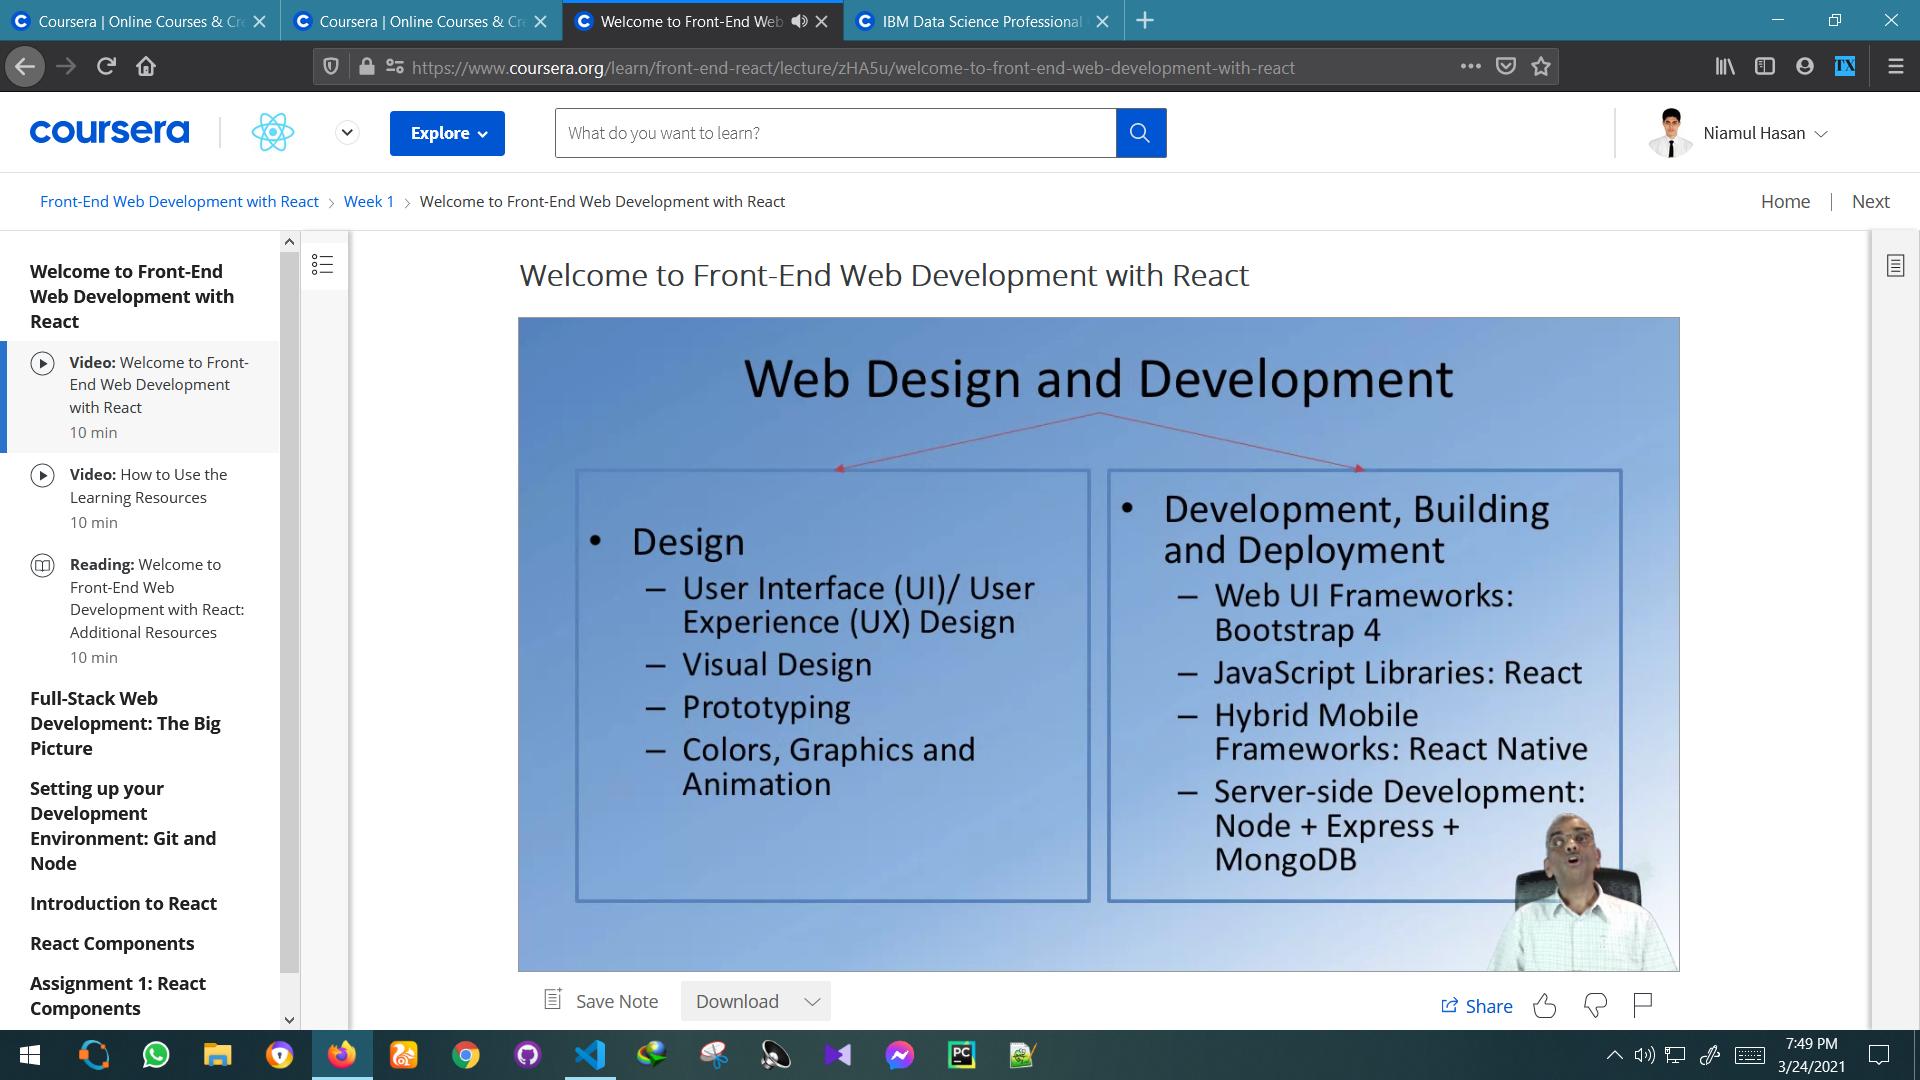 Coursera | Online Courses & Cre
Coursera | Online Courses & Cre
Welcome to Front-End Web
IBM Data Science Professional
https://www.coursera.org/learn/front-end-react/lecture/zHA5u/welcome-to-front-end-web-development-with-react
TX
coursera
Explore
What do you want to learn?
Niamul Hasan
Front-End Web Development with React
Week 1
Welcome to Front-End Web Development with React
Home
Next
Welcome to Front-End
Web Development with
React
Video: Welcome to Front-
End Web Development
with React
10 min
Video: How to Use the
Learning Resources
10 min
Reading: Welcome to
Front-End Web
Development with React:
Additional Resources
10 min
Full-Stack Web
Development: The Big
Picture
Setting up your
Development
Environment: Git and
Node
Introduction to React
React Components
Assignment 1: React
Components
Welcome to Front-End Web Development with React
Web Design and Development
• Design
– User Interface (UI)/ User
Experience (UX) Design
– Visual Design
– Prototyping
– Colors, Graphics and
Animation
• Development, Building
and Deployment
– Web UI Frameworks:
Bootstrap 4
– JavaScript Libraries: React
– Hybrid Mobile
Frameworks: React Native
– Server-side Development:
Node + Express +
MongoDB
Save Note
Download
Share
PC
7:49 PM
3/24/2021